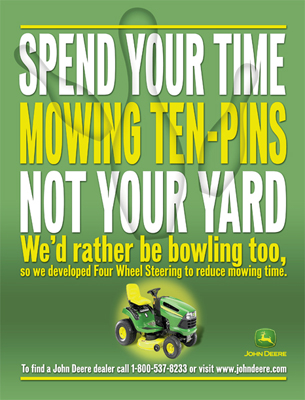 SPEND YOUR TIME
MOWING TEN-PINS
NOT YOUR YARD
We'd rather be bowling too,
so we developed Four Wheel Steering to reduce mowing time.
JOHN DEERE
To find a John Deere dealer call 1-800-537-8233 or visit www.johndeere.com